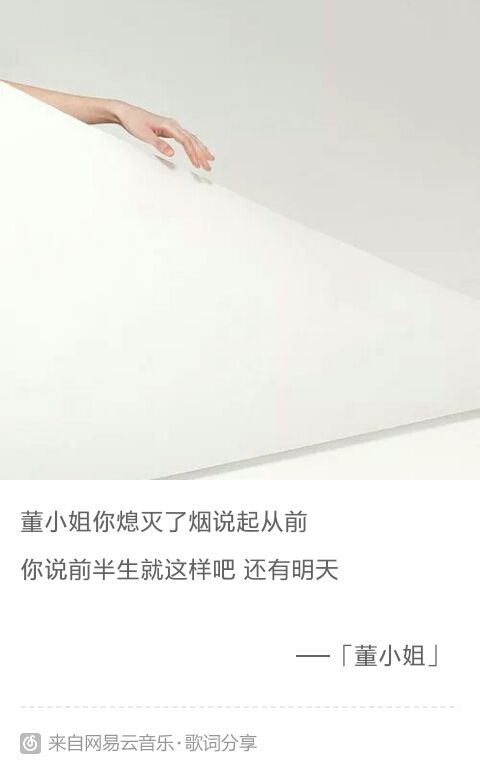 董小姐你熄灭了烟说起从前
你说前半生就这样吧 还有明天
——「董小姐」
来自网易云音乐·歌词分享